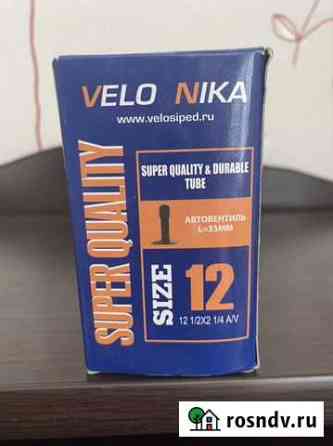 VELO NIKA
www.velosiped.ru
SUPER QUALITY
SUPER QUALITY & DURABLE
TUBE
АВТОВЕНТИЛЬ
L=35ММ
SIZE
12
12 1/2X2 1/4 A/V
rosndv.ru